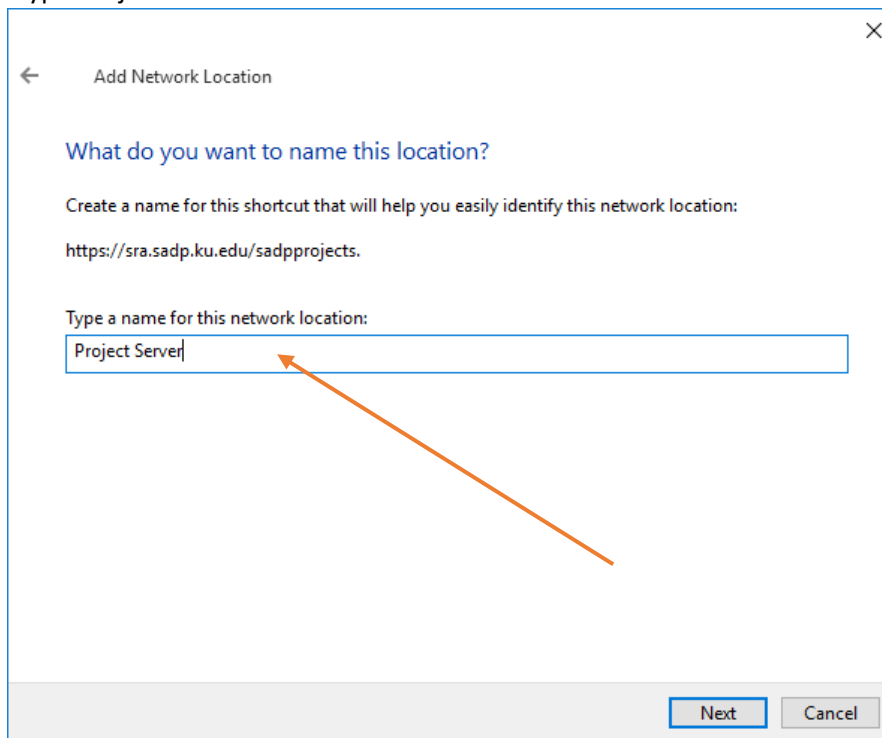 Add Network Location
What do you want to name this location?
Create a name for this shortcut that will help you easily identify this network location:
https://sra.sadp.ku.edu/sadpprojects.
Type a name for this network location:
Project Server
Next
Cancel